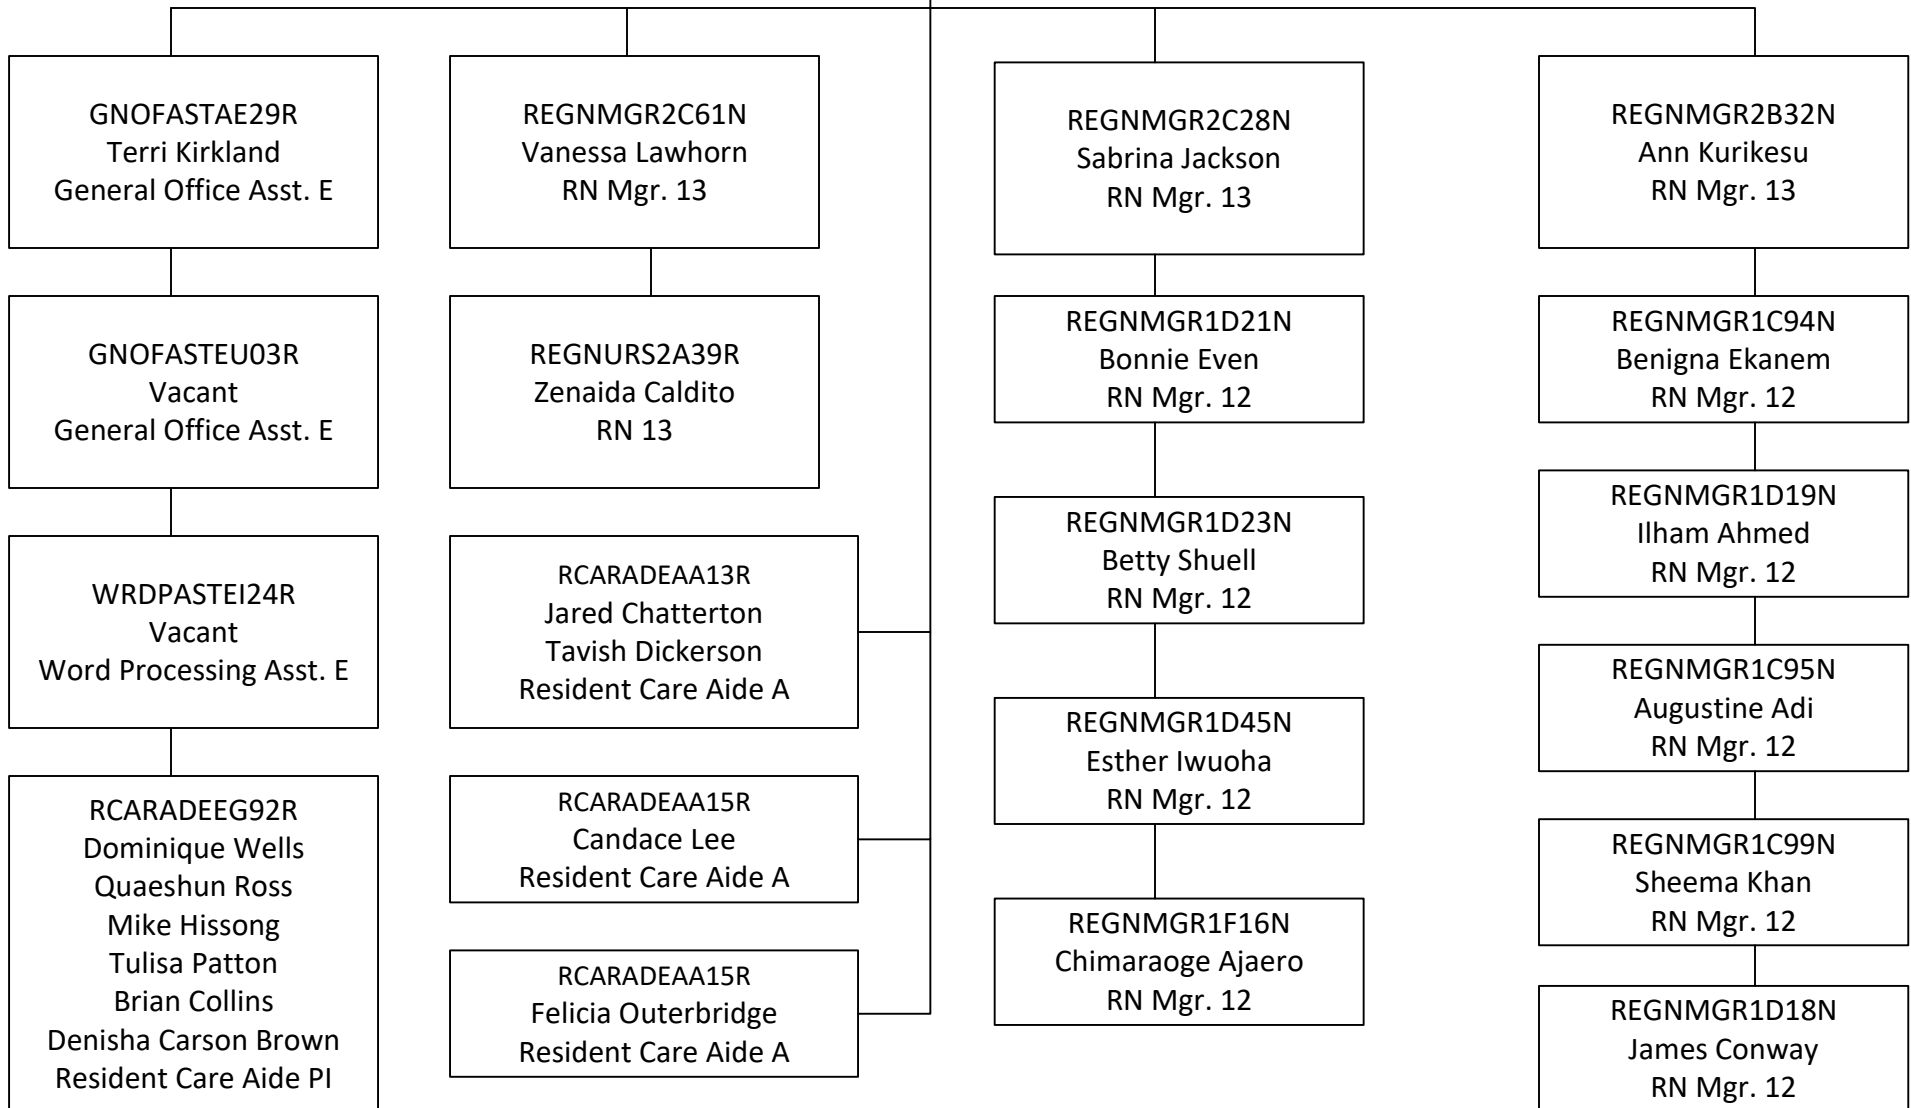 GNOFASTAE29R
Terri Kirkland
General Office Asst. E
GNOFASTEU03R
Vacant
General Office Asst. E
WRDPASTEI24R
Vacant
Word Processing Asst. E
RCARADEEG92R
Dominique Wells
Quaeshun Ross
Mike Hissong
Tulisa Patton
Brian Collins
Denisha Carson Brown
Resident Care Aide PI
REGNMGR2C61N
Vanessa Lawhorn
RN Mgr. 13
REGNURS2A39R
Zenaida Caldito
RN 13
RCARADEAA13R
Jared Chatterton
Tavish Dickerson
Resident Care Aide A
RCARADEAA15R
Candace Lee
Resident Care Aide A
RCARADEAA15R
Felicia Outerbridge
Resident Care Aide A
REGNMGR2C28N
Sabrina Jackson
RN Mgr. 13
REGNMGR1D21N
Bonnie Even
RN Mgr. 12
REGNMGR1D23N
Betty Shuell
RN Mgr. 12
REGNMGR1D45N
Esther Iwuoha
RN Mgr. 12
REGNMGR1F16N
Chimaraoge Ajaero
RN Mgr. 12
REGNMGR2B32N
Ann Kurikesu
RN Mgr. 13
REGNMGR1C94N
Benigna Ekanem
RN Mgr. 12
REGNMGR1D19N
Ilham Ahmed
RN Mgr. 12
REGNMGR1C95N
Augustine Adi
RN Mgr. 12
REGNMGR1C99N
Sheema Khan
RN Mgr. 12
REGNMGR1D18N
James Conway
RN Mgr. 12